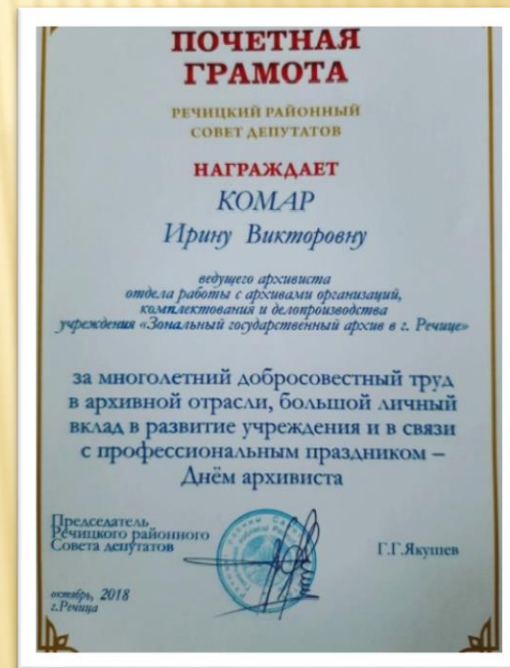 ПОЧЕТНАЯ
ГРАМОТА
РЕЧИЦКИЙ РАЙОННЫЙ
СОВЕТ ДЕПУТАТОВ
НАГРАЖДАЕТ
КОМАР
Ирину Викторовну
ведущего архивиста
отдела работы с архивами организаций,
комплектования и делопроизводства
учреждения «Зональный государственный архив в г. Речице»
за многолетний добросовестный труд
в архивной отрасли, большой личный
вклад в развитие учреждения и в связи
с профессиональным праздником –
Днём архивиста
Председатель
Речицкого районного
Совета депутатов
Г.Г.Якушев
октябрь, 2018
г.Речица